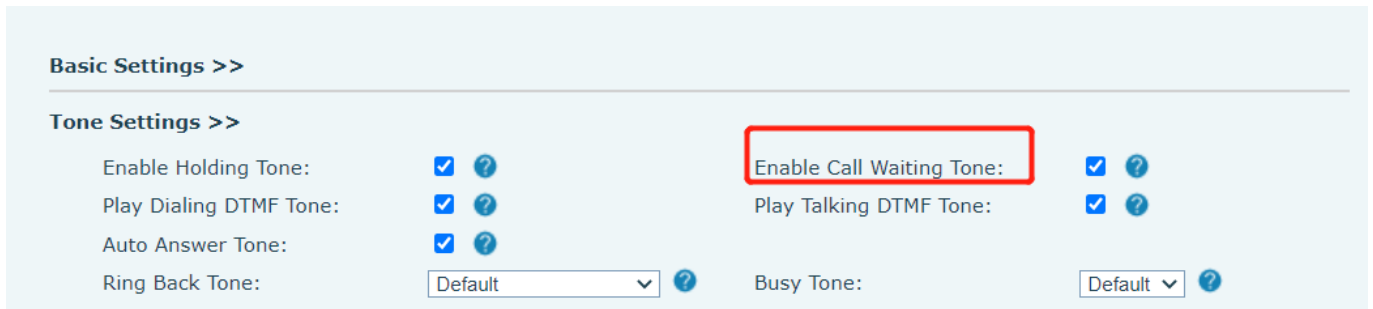 Basic Settings >>
Tone Settings >>
Enable Holding Tone: Enable Call Waiting Tone:
Play Dialing DTMF Tone: Play Talking DTMF Tone:
Auto Answer Tone:
Ring Back Tone: Default Busy Tone: Default